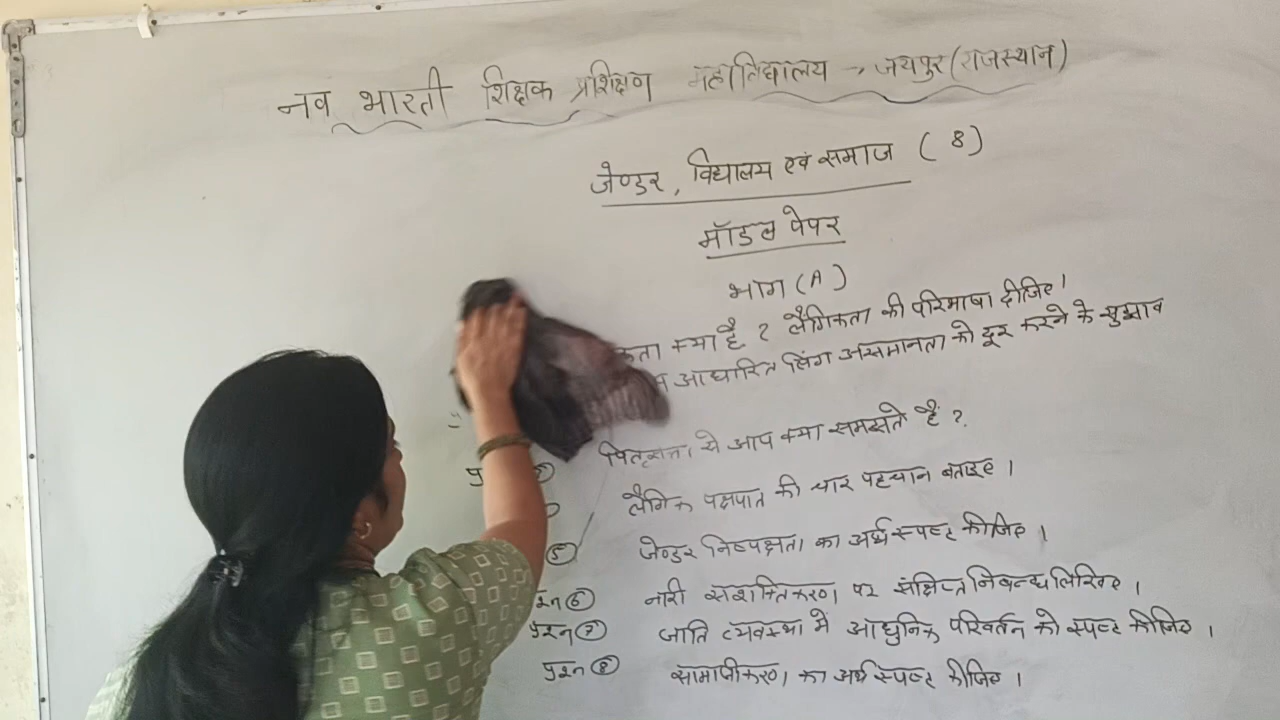 नव भारती शिक्षक प्रशिक्षण महाविद्यालय → जयपुर (राजस्थान)
जेण्डर, विद्यालय एवं समाज (8)
मॉडल पेपर
भाग (A)
क्या है ? लैंगिकता की परिभाषा दीजिए।
आधारित लिंग असमानता को दूर करने के सुझाव
पितृसत्ता से आप क्या समझते हैं ?
लैंगिक पक्षपात की चार पहचान बताइए।
⑤ जेण्डर निष्पक्षता का अर्थ स्पष्ट कीजिए।
⑥ नारी सशक्तिकरण पर संक्षिप्त निबन्ध लिखिए।
प्रश्न ⑦ जाति व्यवस्था में आधुनिक परिवर्तन को स्पष्ट कीजिए।
प्रश्न ⑧ सामाजीकरण का अर्थ स्पष्ट कीजिए।